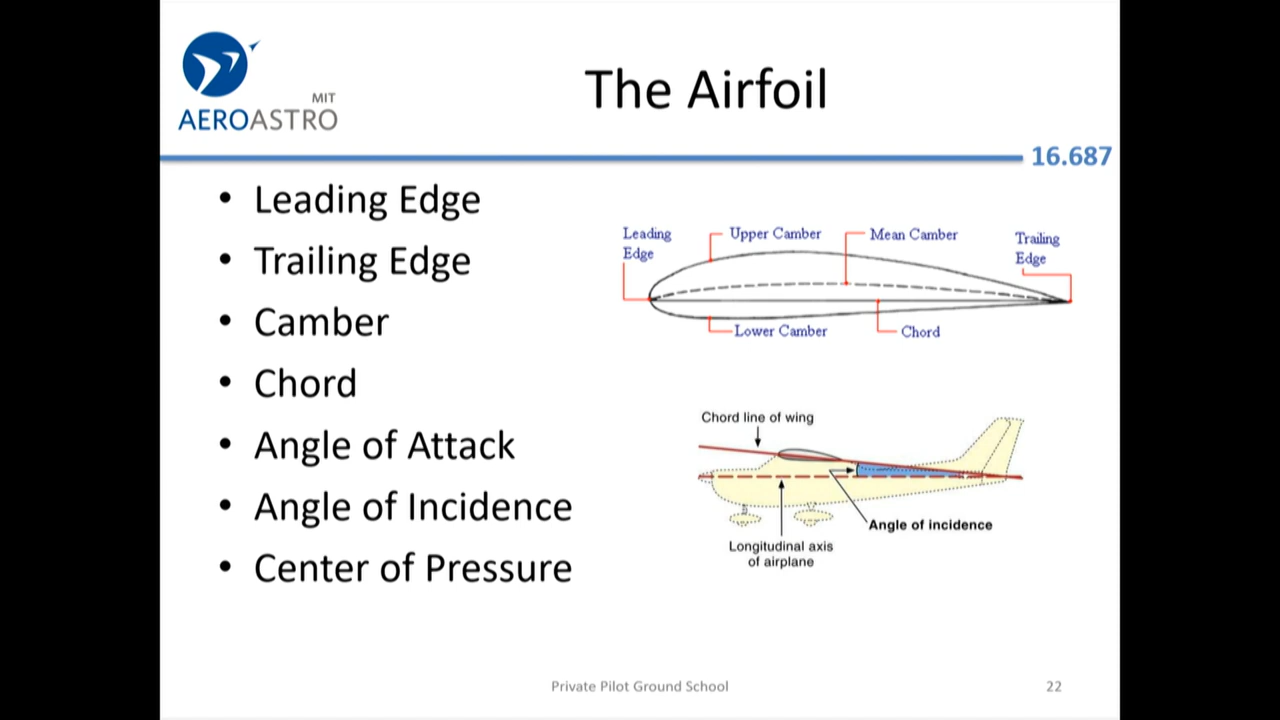 MIT
AEROASTRO
The Airfoil
16.687
• Leading Edge
• Trailing Edge
• Camber
• Chord
• Angle of Attack
• Angle of Incidence
• Center of Pressure
Leading
Edge
Upper Camber
Mean Camber
Trailing
Edge
Lower Camber
Chord
Chord line of wing
Angle of incidence
Longitudinal axis
of airplane
Private Pilot Ground School
22